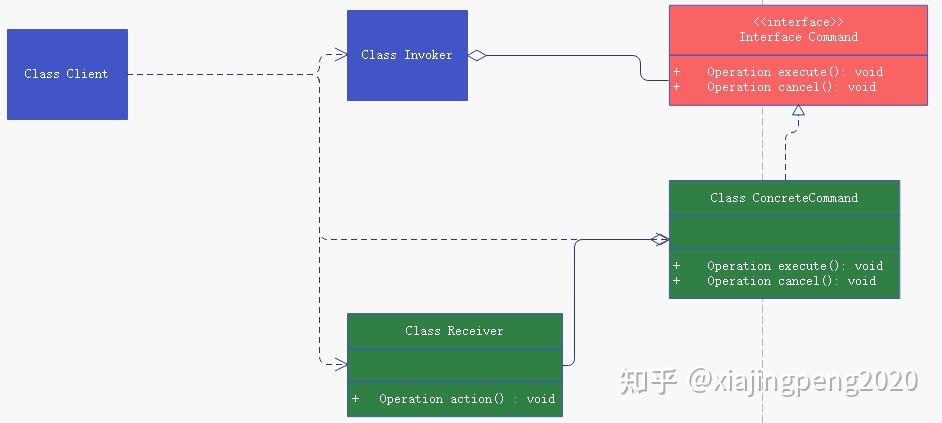 Class Client
Class Invoker
<<interface>>
Interface Command
+ Operation execute(): void
+ Operation cancel(): void
Class ConcreteCommand
+ Operation execute(): void
+ Operation cancel(): void
Class Receiver
+ Operation action() : void
知乎 @xiajingpeng2020